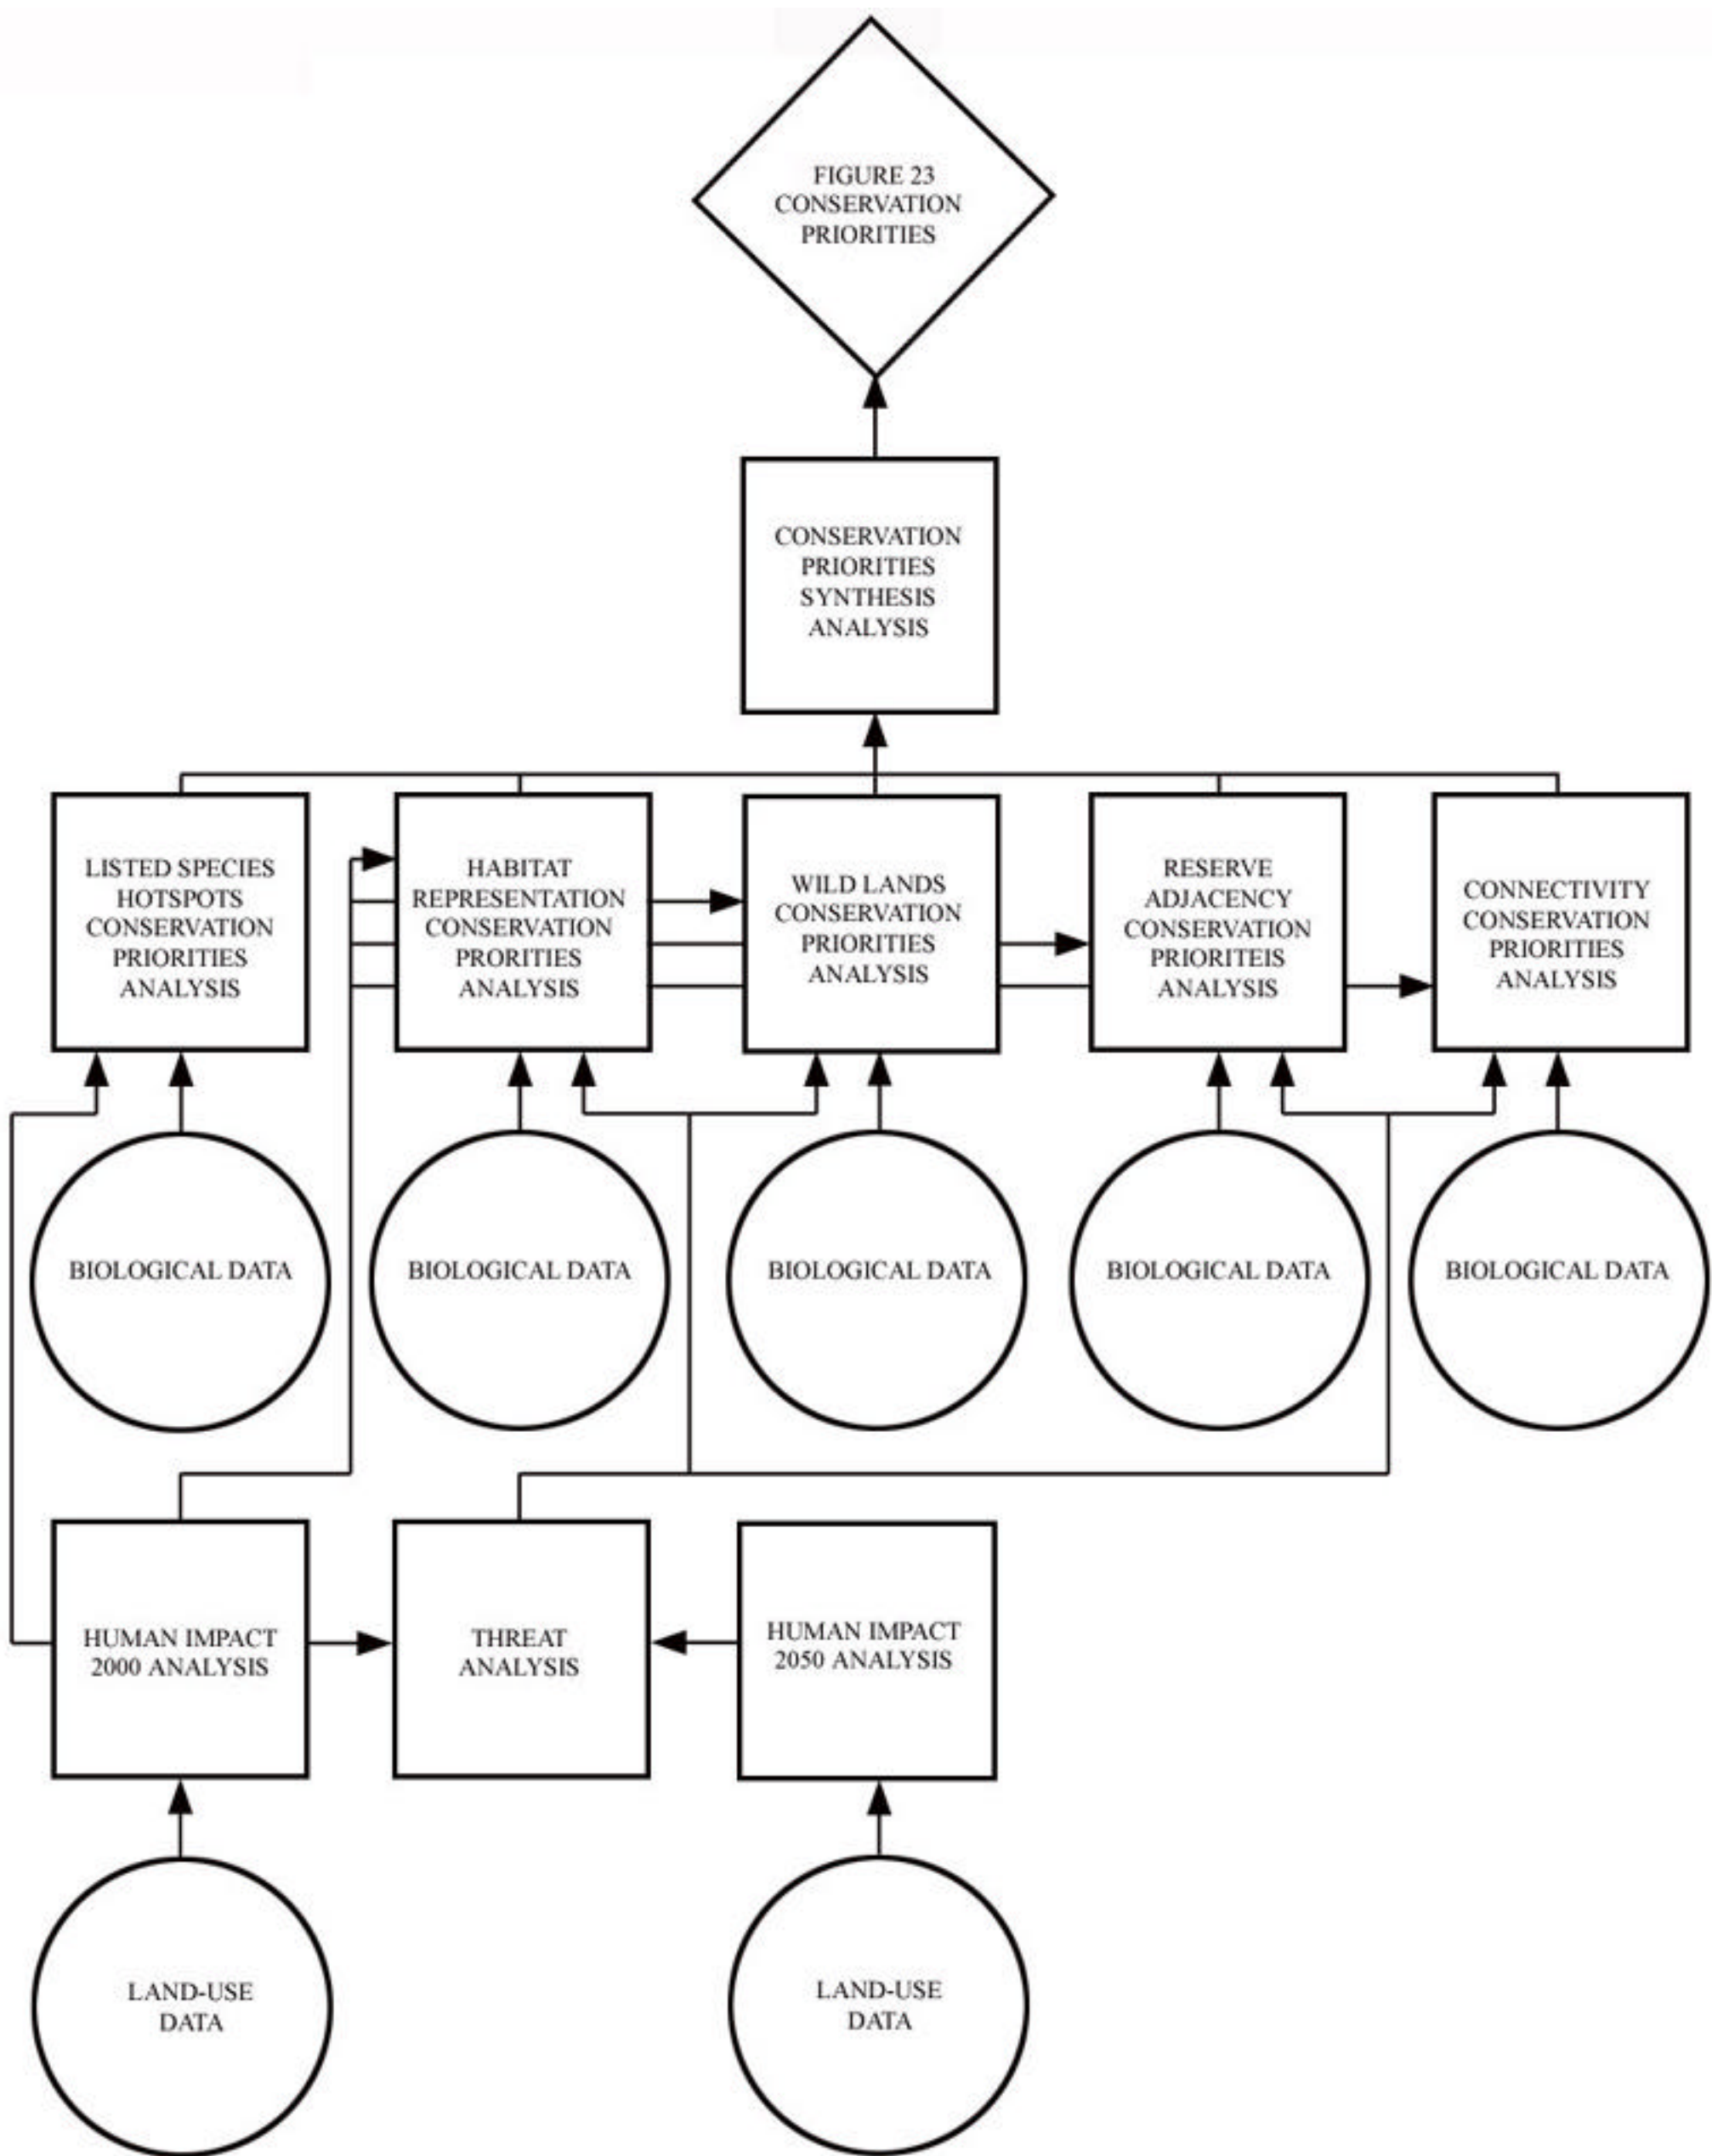 FIGURE 23
CONSERVATION
PRIORITIES
CONSERVATION
PRIORITIES
SYNTHESIS
ANALYSIS
LISTED SPECIES
HOTSPOTS
CONSERVATION
PRIORITIES
ANALYSIS
HABITAT
REPRESENTATION
CONSERVATION
PRORITIES
ANALYSIS
WILD LANDS
CONSERVATION
PRIORITIES
ANALYSIS
RESERVE
ADJACENCY
CONSERVATION
PRIORITEIS
ANALYSIS
CONNECTIVITY
CONSERVATION
PRIORITIES
ANALYSIS
BIOLOGICAL DATA
BIOLOGICAL DATA
BIOLOGICAL DATA
BIOLOGICAL DATA
BIOLOGICAL DATA
HUMAN IMPACT
2000 ANALYSIS
THREAT
ANALYSIS
HUMAN IMPACT
2050 ANALYSIS
LAND-USE
DATA
LAND-USE
DATA